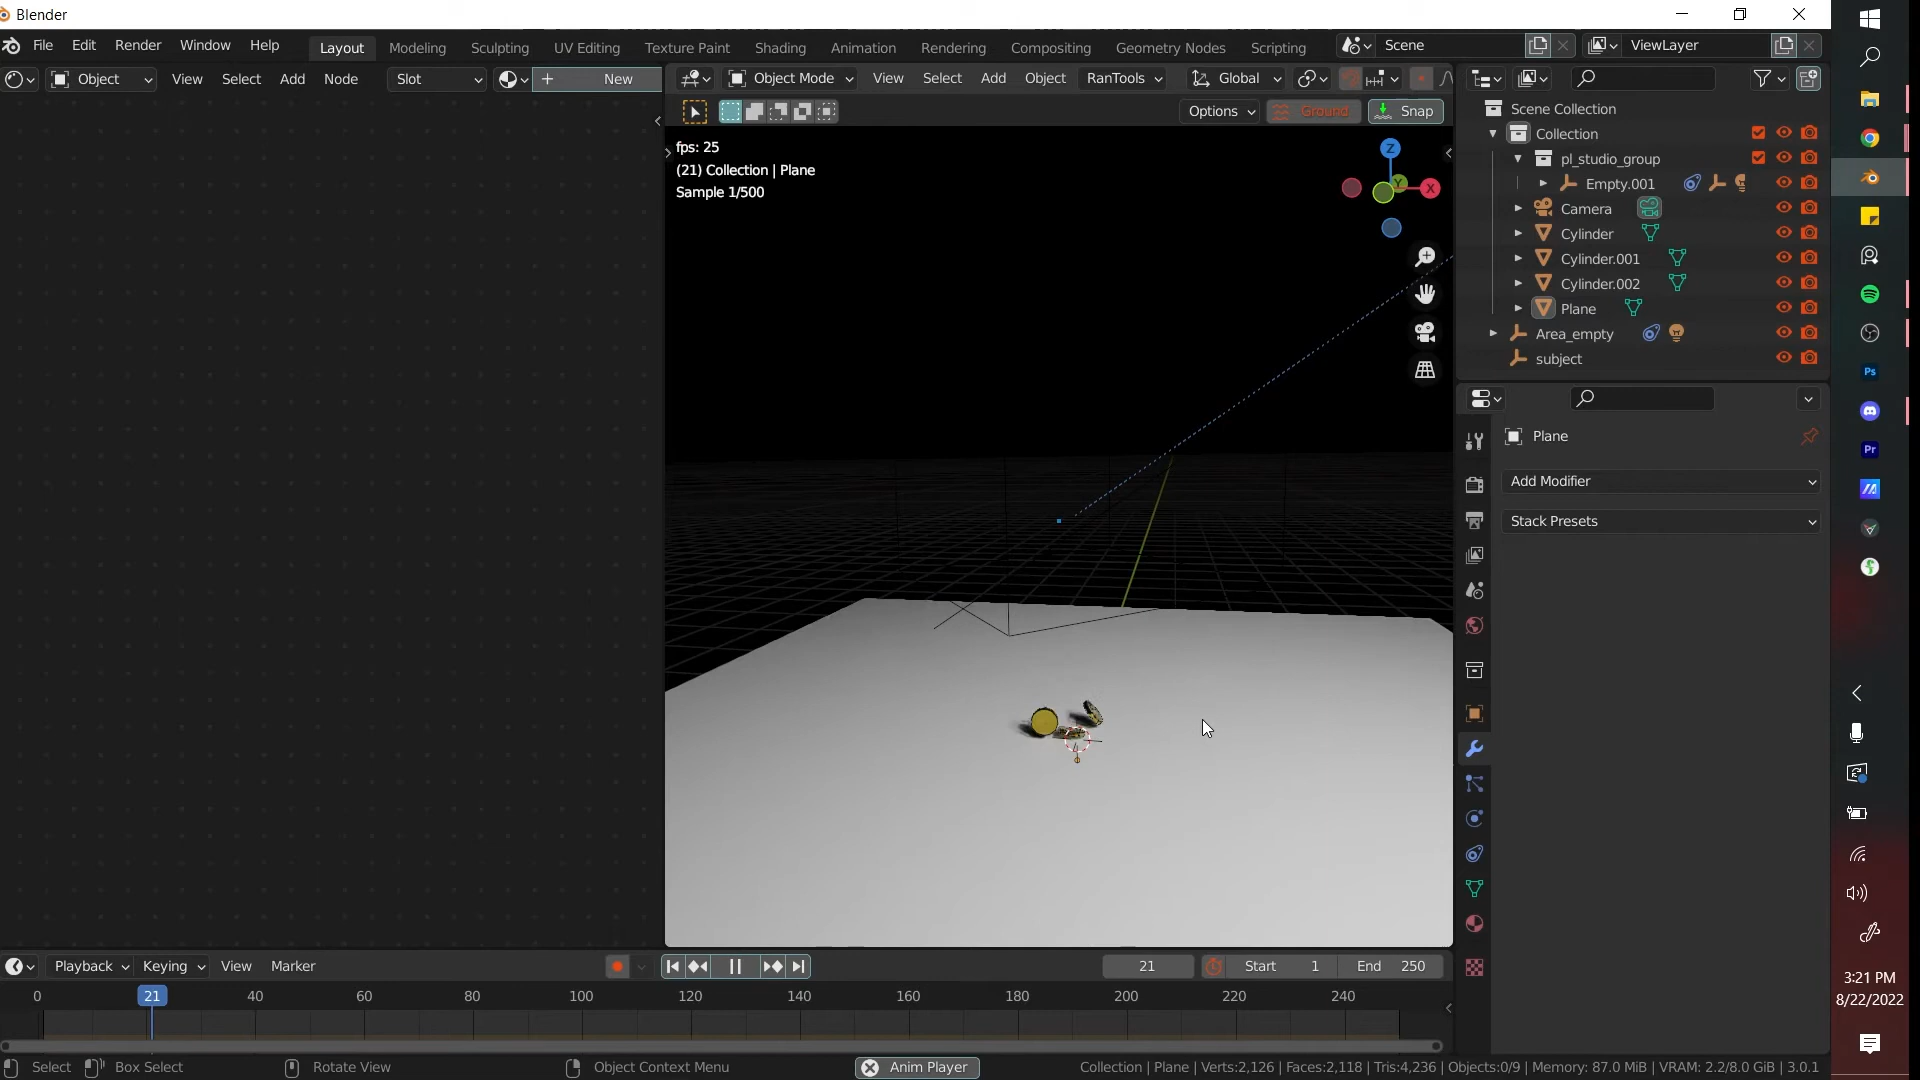 Blender
File Edit Render Window Help
Layout Modeling Sculpting UV Editing Texture Paint Shading Animation Rendering Compositing Geometry Nodes Scripting
Scene
ViewLayer
Object View Select Add Node Slot New
Object Mode View Select Add Object RanTools Global
Options Ground Snap
fps: 25
(21) Collection | Plane
Sample 1/500
Z
Y
X
Scene Collection
Collection
pl_studio_group
Empty.001
Camera
Cylinder
Cylinder.001
Cylinder.002
Plane
Area_empty
subject
Plane
Add Modifier
Stack Presets
Ps
Pr
3:21 PM
8/22/2022
Playback Keying View Marker 21 Start 1 End 250
0 21 40 60 80 100 120 140 160 180 200 220 240
Select Box Select Rotate View Object Context Menu Anim Player Collection | Plane | Verts:2,126 | Faces:2,118 | Tris:4,236 | Objects:0/9 | Memory: 87.0 MiB | VRAM: 2.2/8.0 GiB | 3.0.1